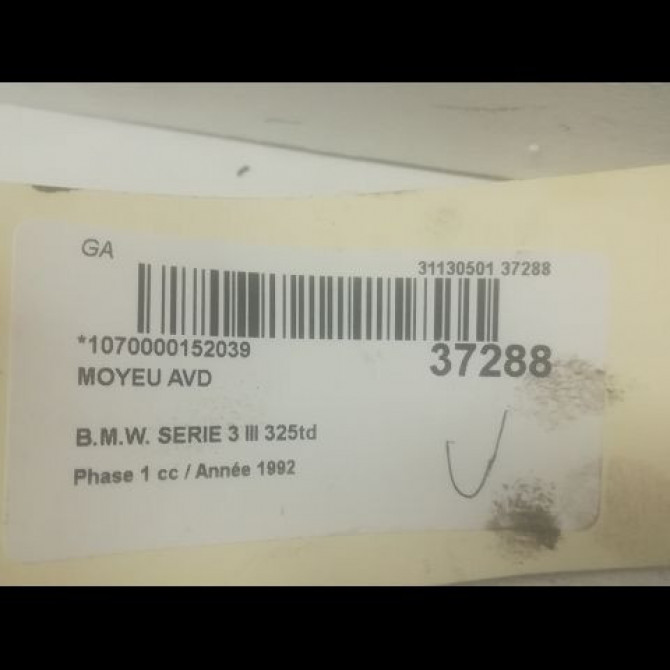 GA
31130501 37288
*1070000152039
37288
MOYEU AVD
B.M.W. SERIE 3 III 325td
Phase 1 cc / Année 1992